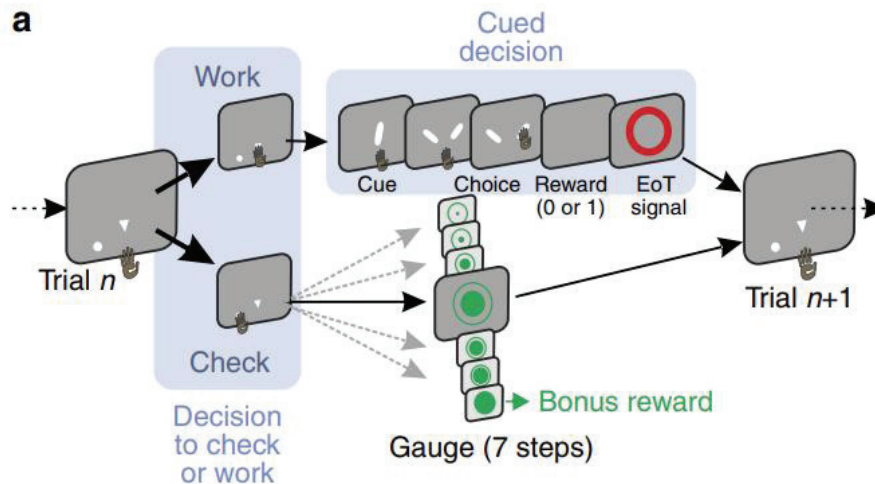 a
Cued
decision
Work
Cue
Choice
Reward
(0 or 1)
EoT
signal
Trial n
Trial n+1
Check
Decision
to check
or work
Bonus reward
Gauge (7 steps)